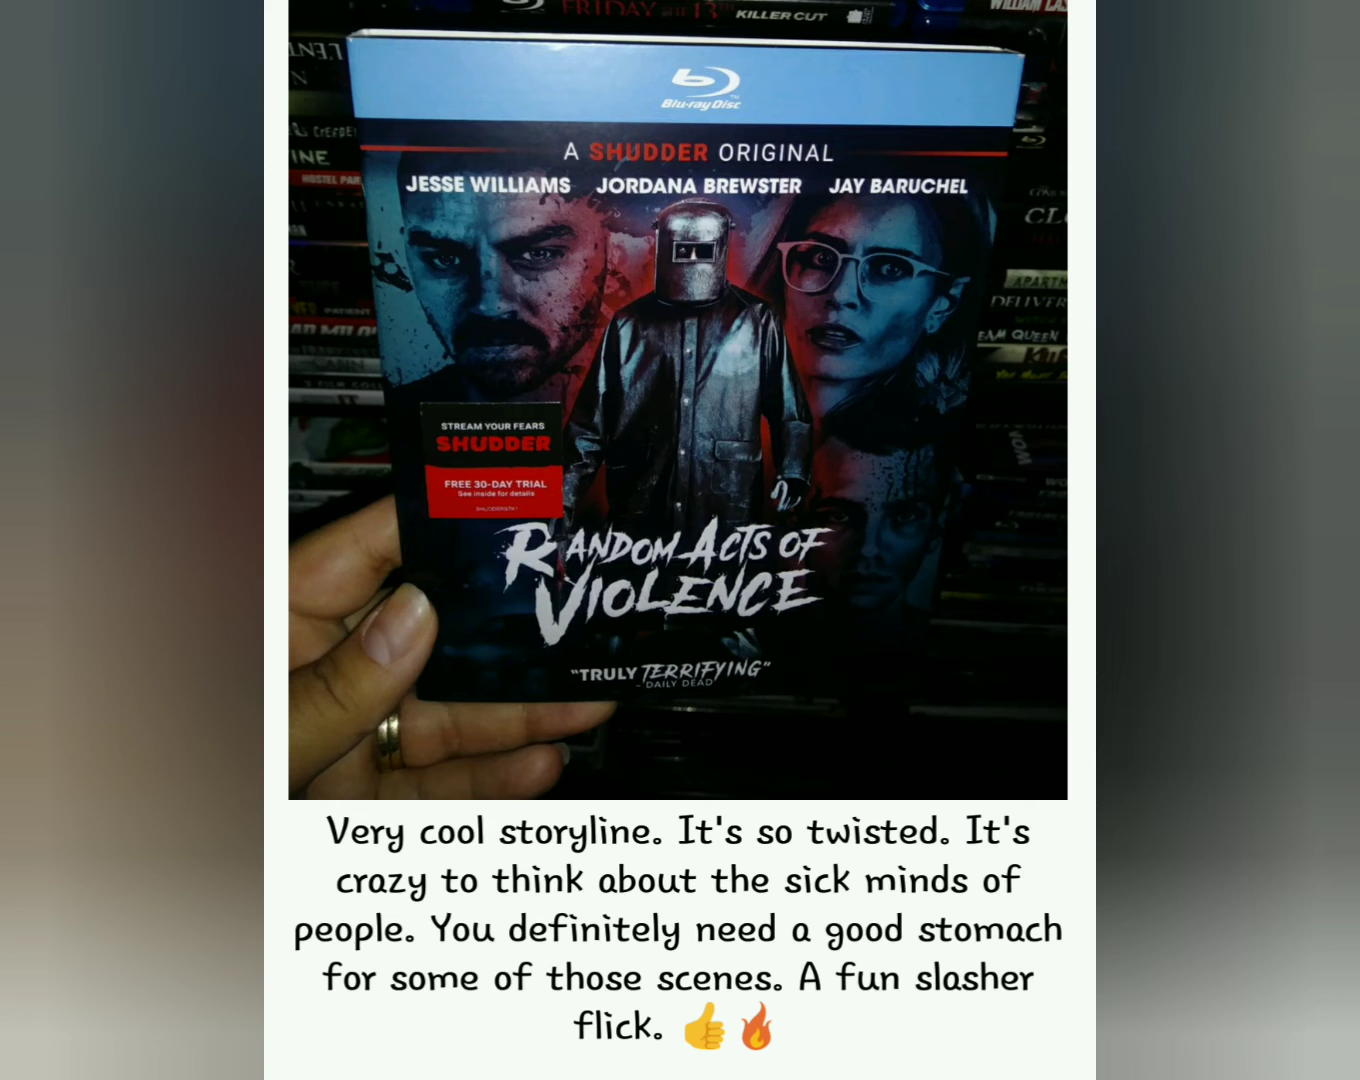 FRIDAY THE 13TH KILLER CUT
Blu-ray Disc
A SHUDDER ORIGINAL
JESSE WILLIAMS JORDANA BREWSTER JAY BARUCHEL
STREAM YOUR FEARS
SHUDDER
FREE 30-DAY TRIAL
See inside for details
RANDOM ACTS OF
VIOLENCE
"TRULY TERRIFYING"
- DAILY DEAD
DELIVER
Very cool storyline. It's so twisted. It's
crazy to think about the sick minds of
people. You definitely need a good stomach
for some of those scenes. A fun slasher
flick. 👍🔥